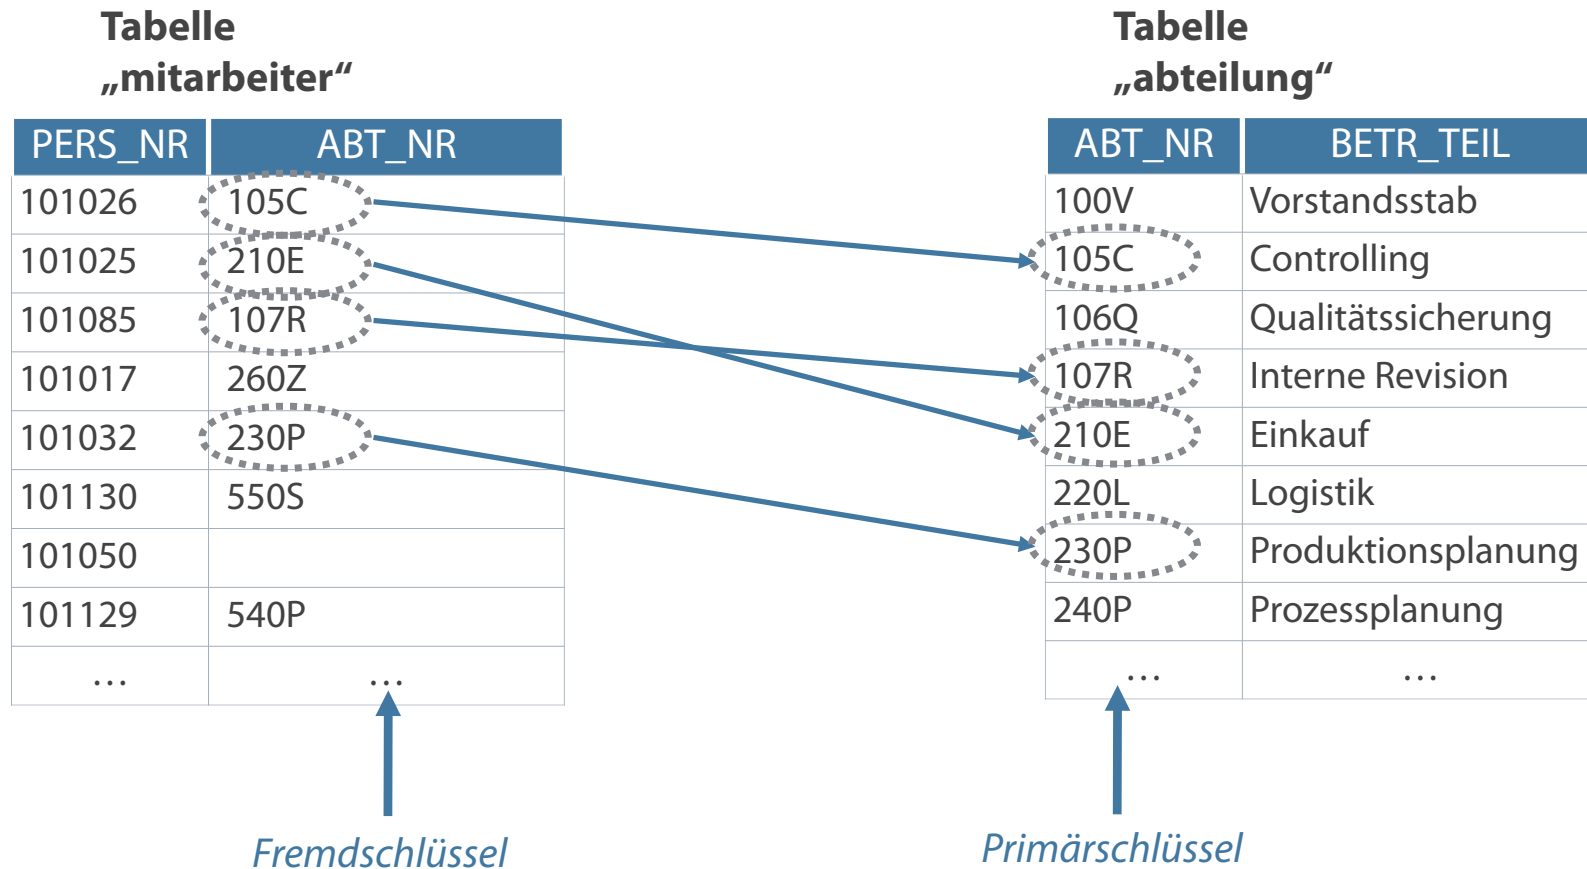 Tabelle
„mitarbeiter“
PERS_NR ABT_NR
101026 105C
101025 210E
101085 107R
101017 260Z
101032 230P
101130 550S
101050
101129 540P
… …
Fremdschlüssel
Tabelle
„abteilung“
ABT_NR BETR_TEIL
100V Vorstandsstab
105C Controlling
106Q Qualitätssicherung
107R Interne Revision
210E Einkauf
220L Logistik
230P Produktionsplanung
240P Prozessplanung
… …
Primärschlüssel